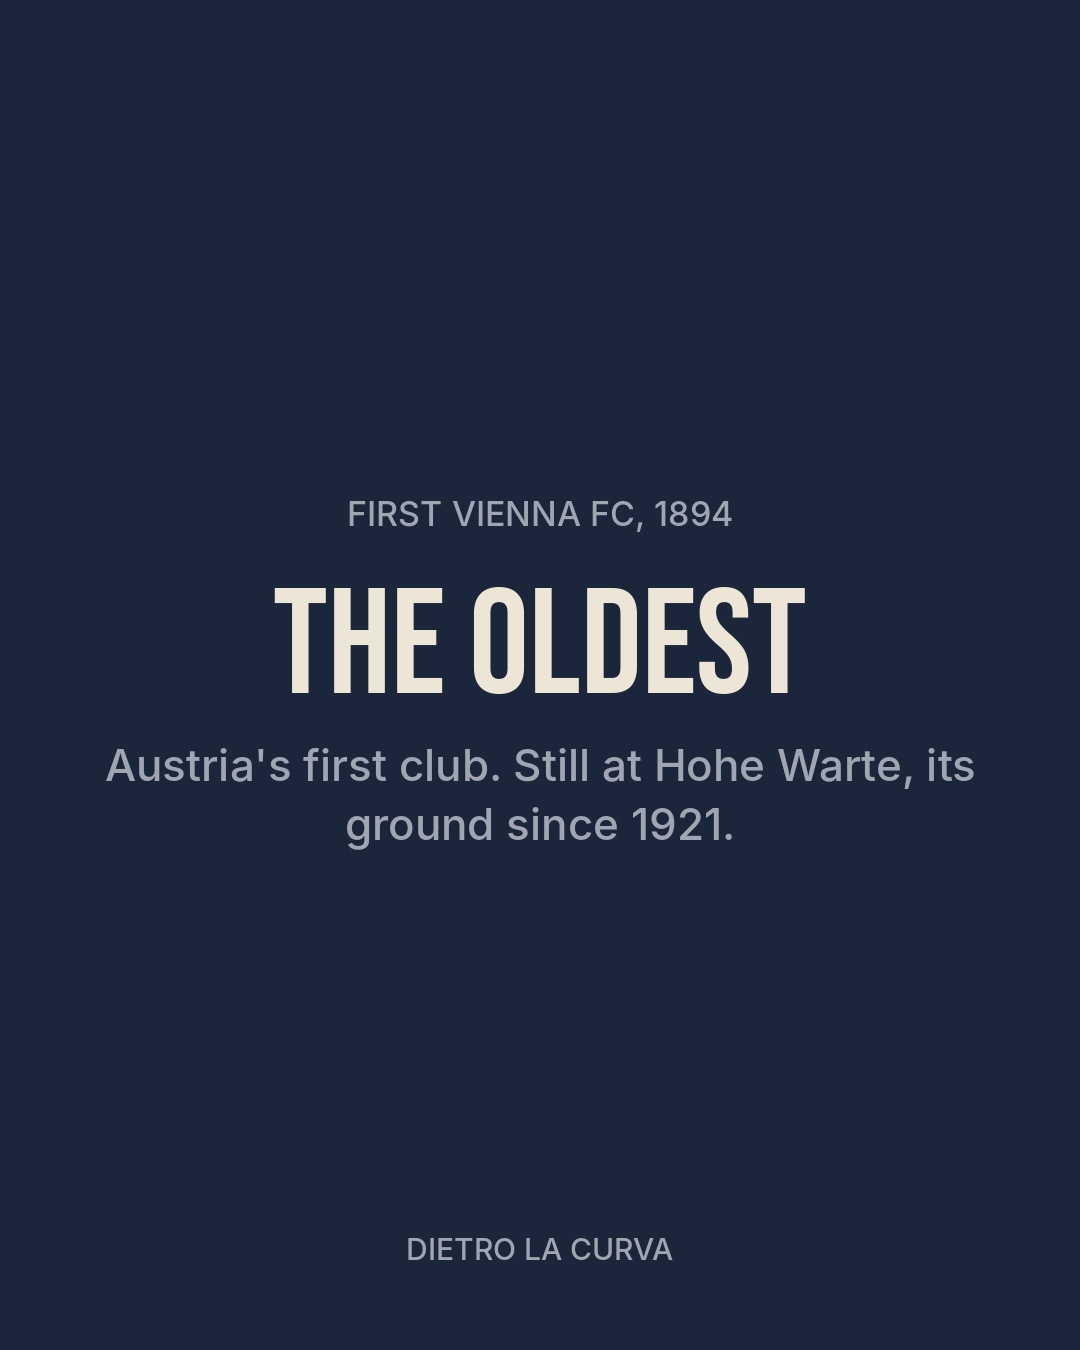 FIRST VIENNA FC, 1894
THE OLDEST
Austria's first club. Still at Hohe Warte, its
ground since 1921.
DIETRO LA CURVA